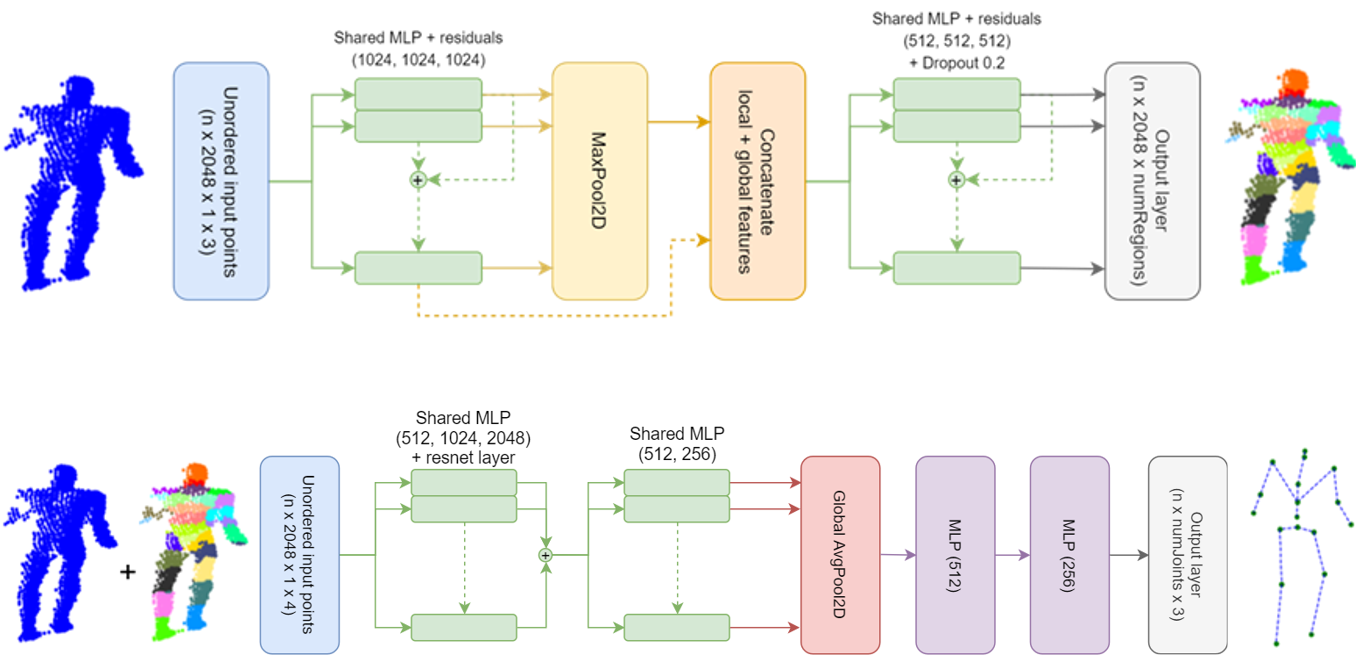 Shared MLP + residuals
(1024, 1024, 1024)
Shared MLP + residuals
(512, 512, 512)
+ Dropout 0.2
Unordered input points
(n x 2048 x 1 x 3)
+
MaxPool2D
Concatenate
local + global features
+
Output layer
(n x 2048 x numRegions)
Shared MLP
(512, 1024, 2048)
+ resnet layer
Shared MLP
(512, 256)
+
Unordered input points
(n x 2048 x 1 x 4)
+
Global AvgPool2D
MLP (512)
MLP (256)
Output layer
(n x numJoints x 3)